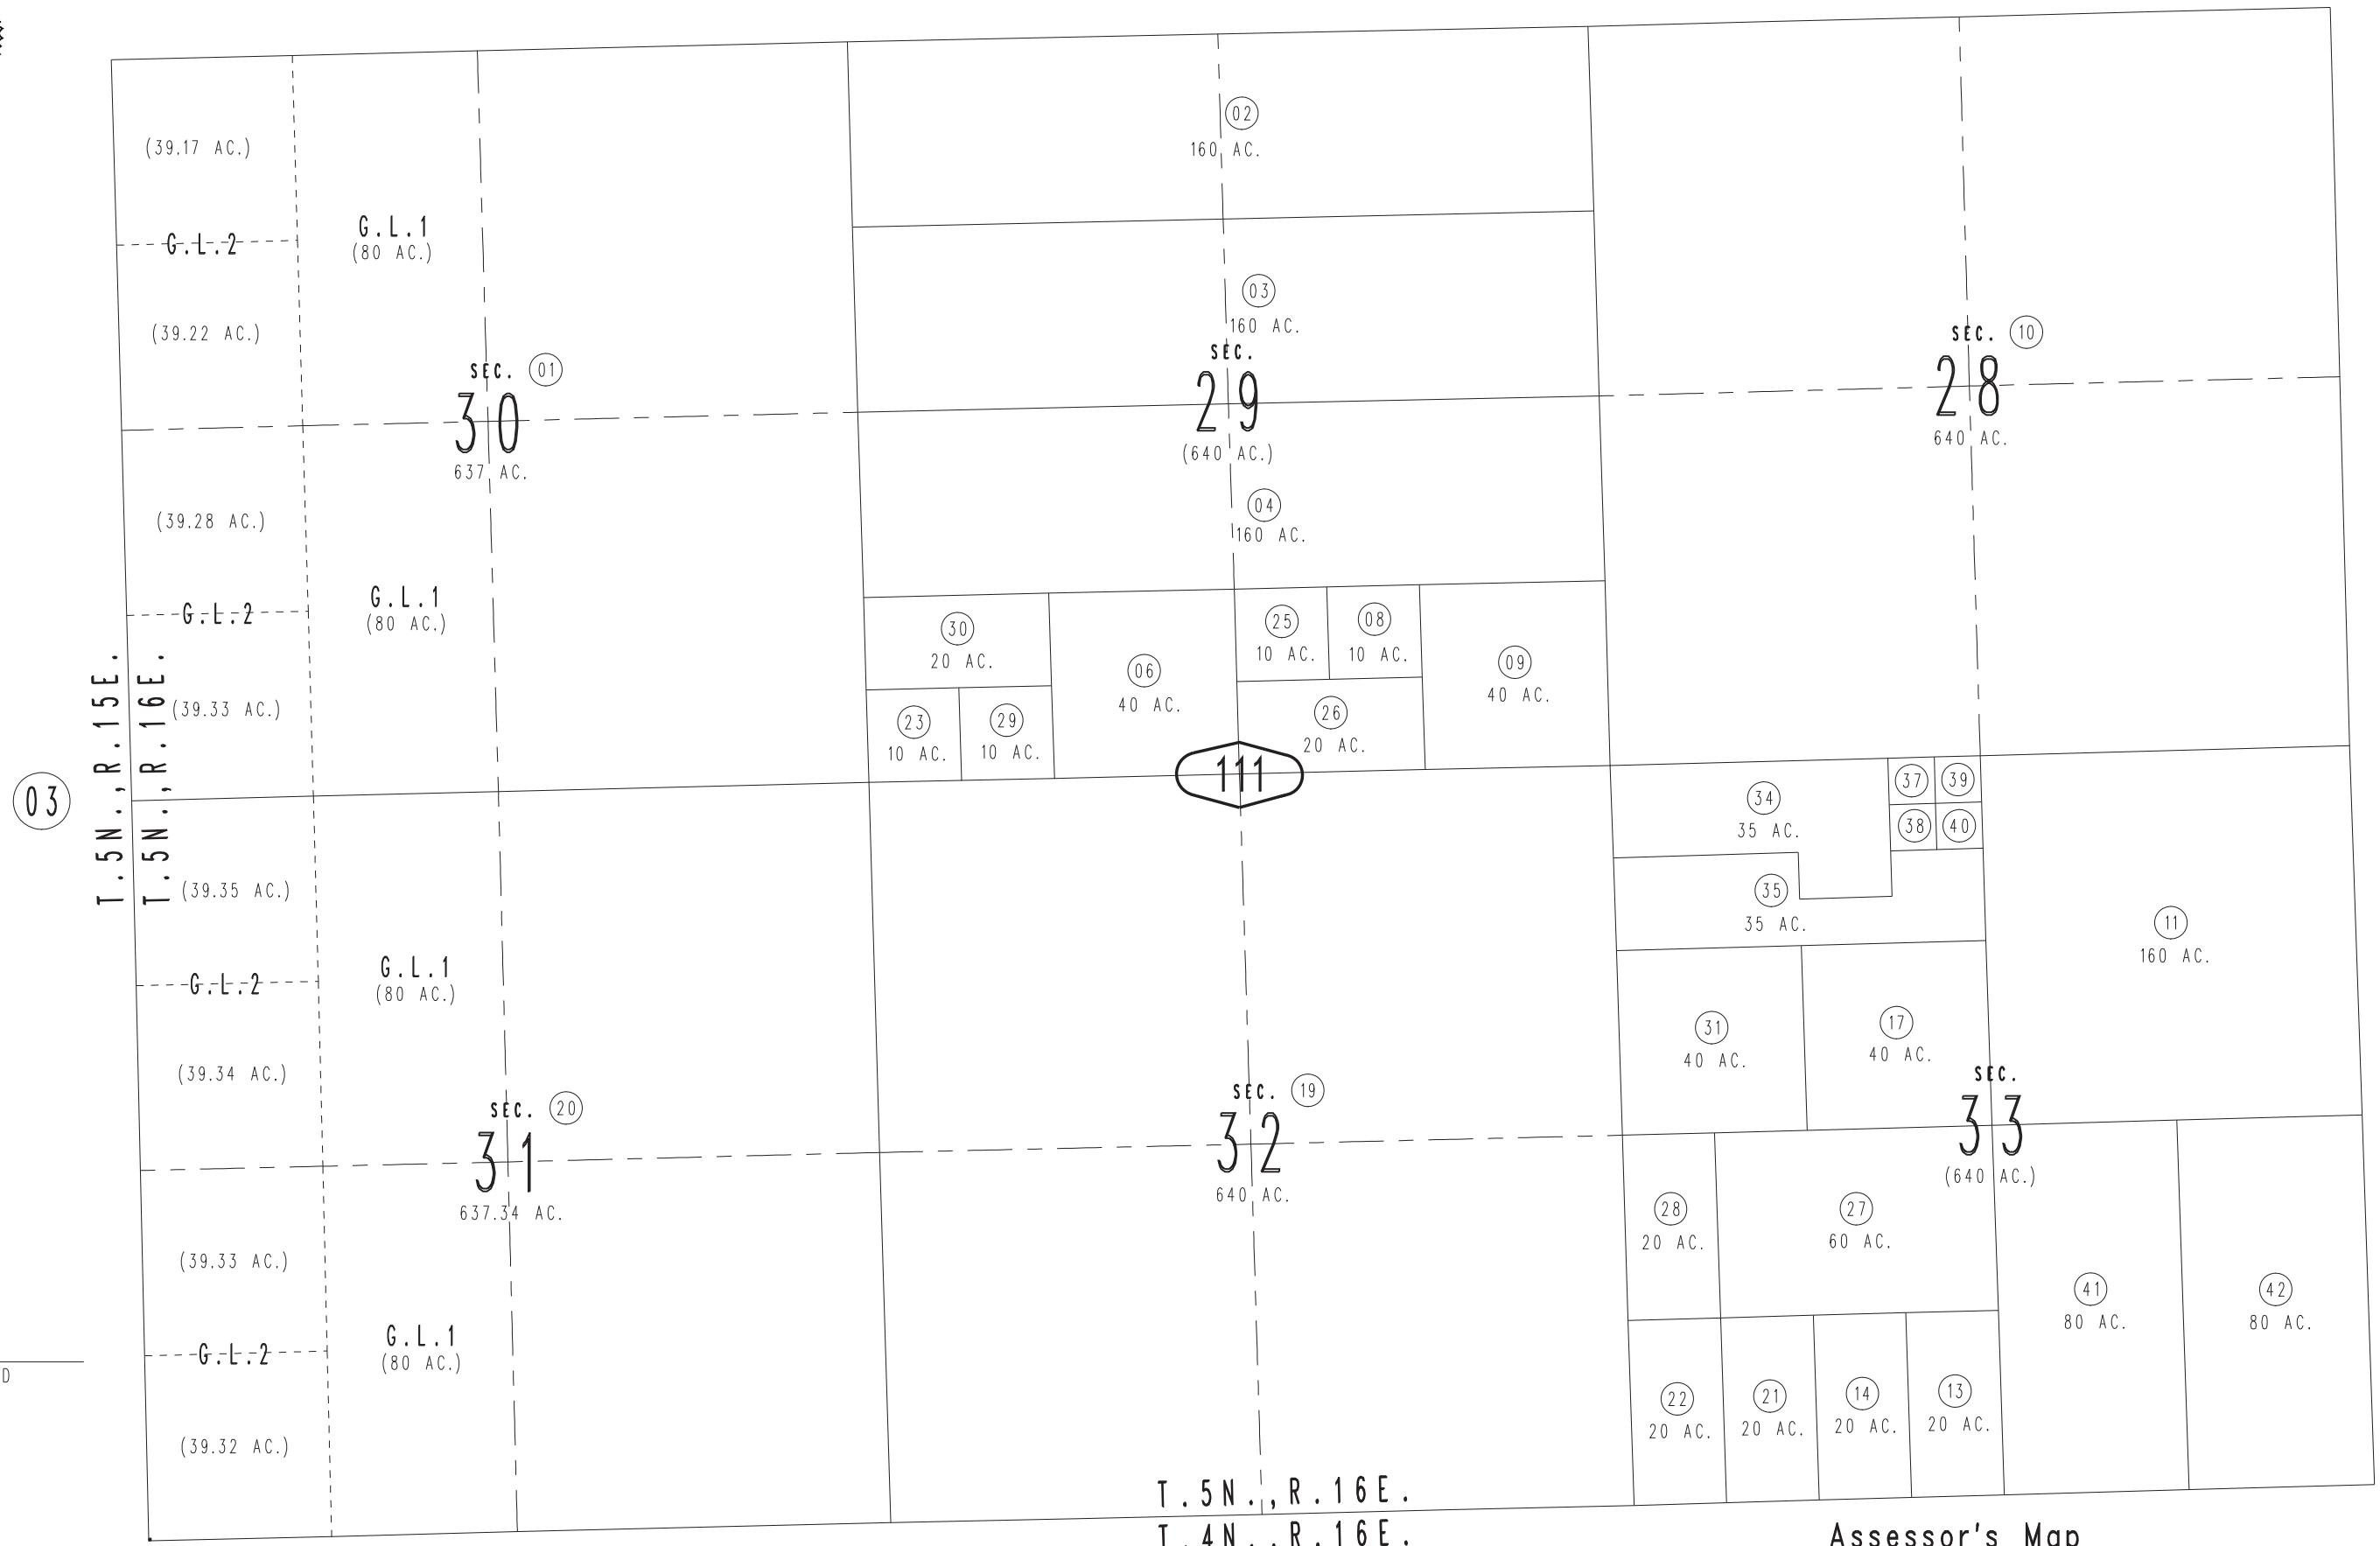 02
160 AC.
(39.17 AC.)
G.L.1
(80 AC.)
G.L.2
03
160 AC.
(39.22 AC.)
SEC. 01
30
637 AC.
SEC.
29
(640 AC.)
SEC. 10
28
640 AC.
04
160 AC.
(39.28 AC.)
G.L.1
(80 AC.)
G.L.2
(39.33 AC.)
30
20 AC.
06
40 AC.
25
10 AC.
08
10 AC.
09
40 AC.
23
10 AC.
29
10 AC.
26
20 AC.
111
03
T.5N.,R.15E.
T.5N.,R.16E.
34
35 AC.
37
39
38
40
35
35 AC.
11
160 AC.
(39.35 AC.)
G.L.1
(80 AC.)
G.L.2
(39.34 AC.)
31
40 AC.
17
40 AC.
SEC. 20
31
637.34 AC.
SEC. 19
32
640 AC.
SEC.
33
(640 AC.)
28
20 AC.
27
60 AC.
41
80 AC.
42
80 AC.
(39.33 AC.)
G.L.1
(80 AC.)
G.L.2
(39.32 AC.)
D
22
20 AC.
21
20 AC.
14
20 AC.
13
20 AC.
T.5N.,R.16E.
T.4N.,R.16E.
Assessor's Map